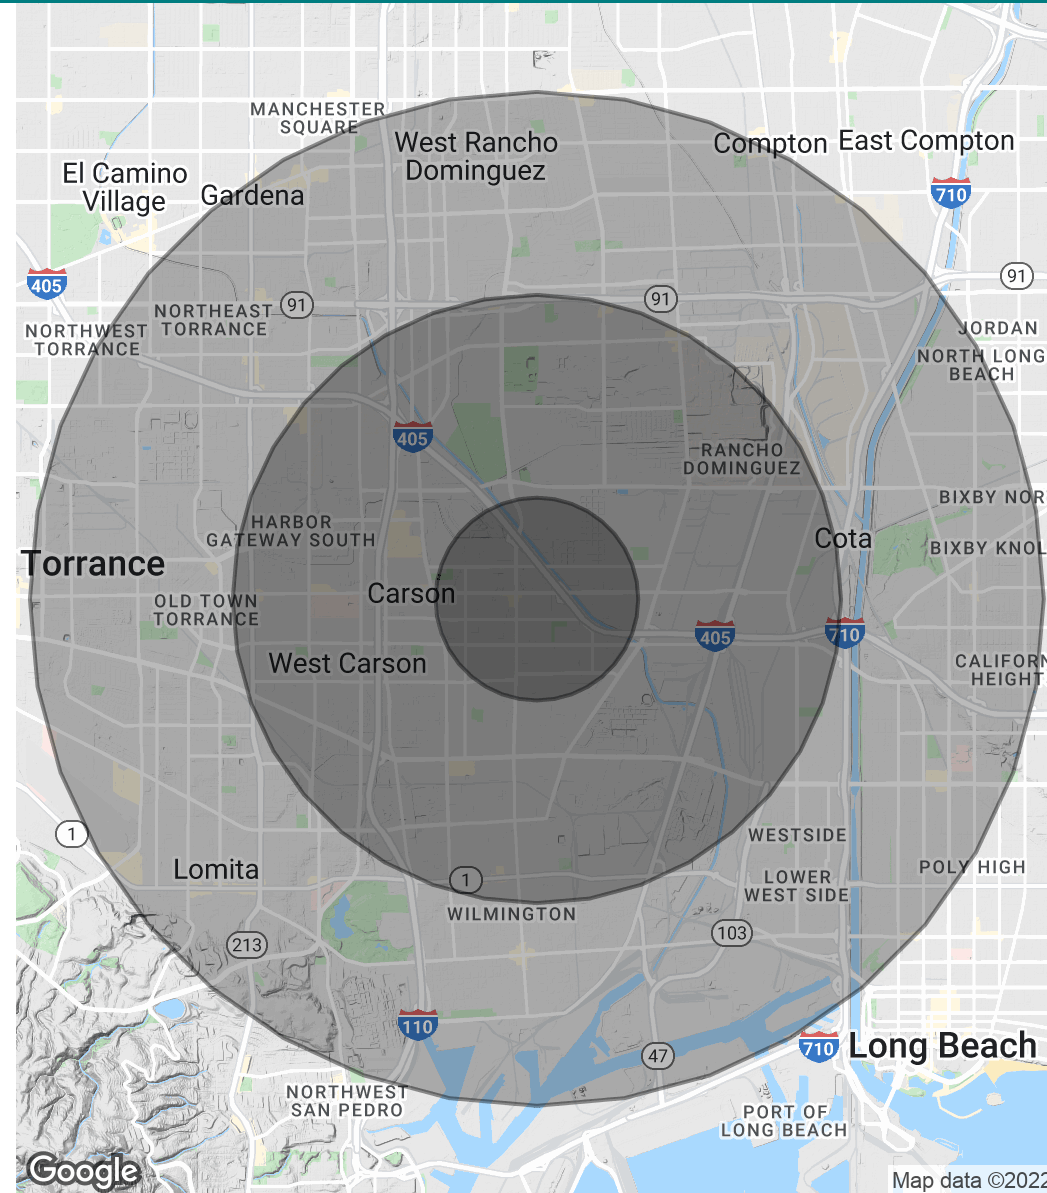 MANCHESTER
SQUARE
West Rancho
Dominguez
Compton
East Compton
El Camino
Village
Gardena
710
405
91
91
91
NORTHEAST
TORRANCE
NORTHWEST
TORRANCE
JORDAN
NORTH LONG
BEACH
405
RANCHO
DOMINGUEZ
BIXBY NOR
HARBOR
GATEWAY SOUTH
Cota
BIXBY KNOL
Torrance
Carson
OLD TOWN
TORRANCE
405
710
West Carson
CALIFORN
HEIGHT
1
WESTSIDE
Lomita
1
LOWER
WEST SIDE
POLY HIGH
WILMINGTON
213
103
110
47
710
Long Beach
NORTHWEST
SAN PEDRO
PORT OF
LONG BEACH
Google
Map data ©2022